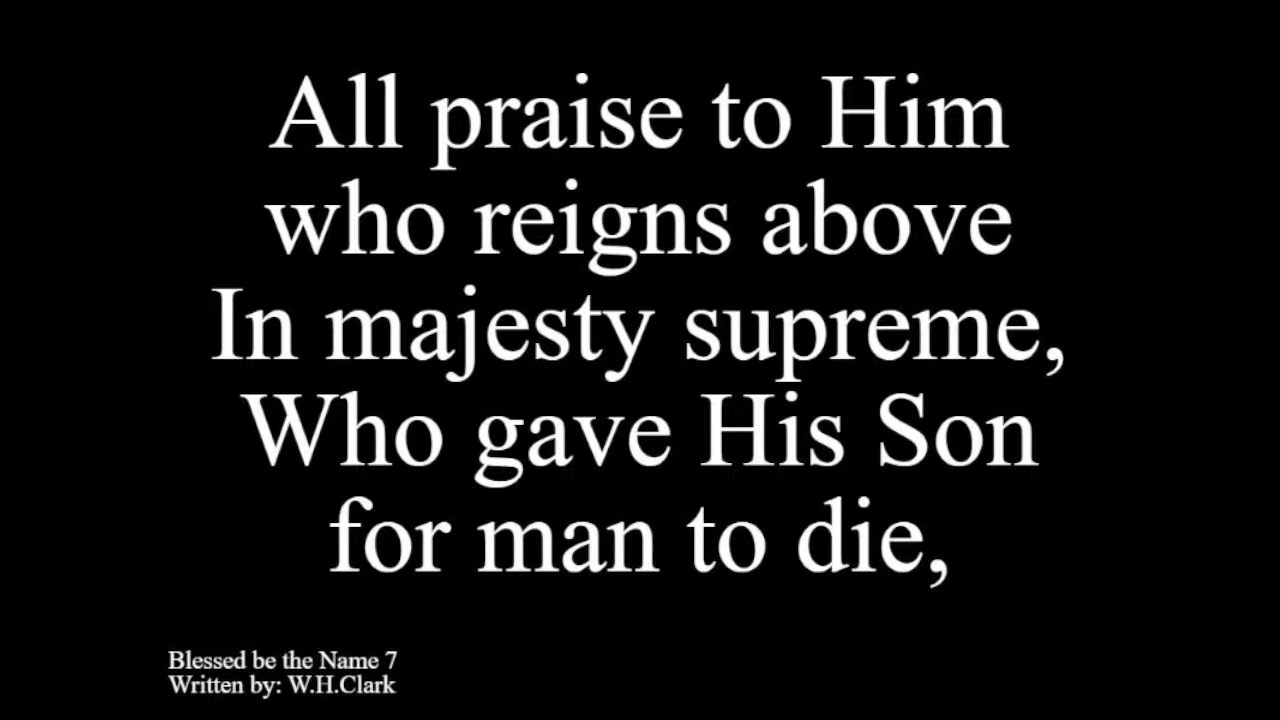 All praise to Him
who reigns above
In majesty supreme,
Who gave His Son
for man to die,
Blessed be the Name 7
Written by: W.H.Clark